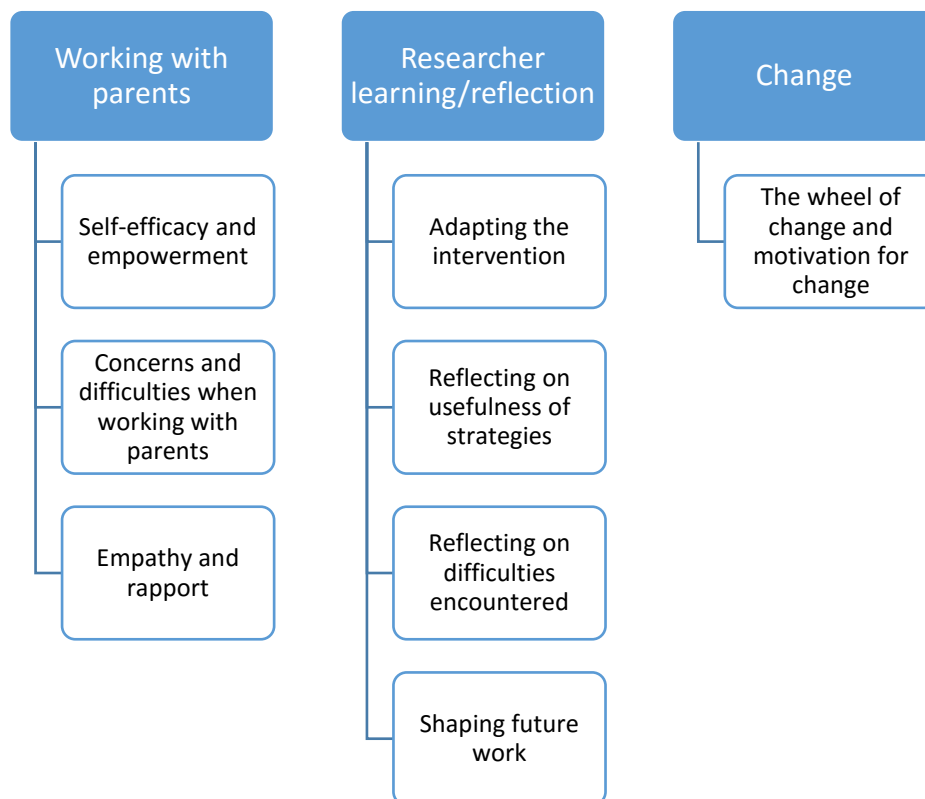 Working with
parents
Self-efficacy and
empowerment
Concerns and
difficulties when
working with
parents
Empathy and
rapport
Researcher
learning/reflection
Adapting the
intervention
Reflecting on
usefulness of
strategies
Reflecting on
difficulties
encountered
Shaping future
work
Change
The wheel of
change and
motivation for
change